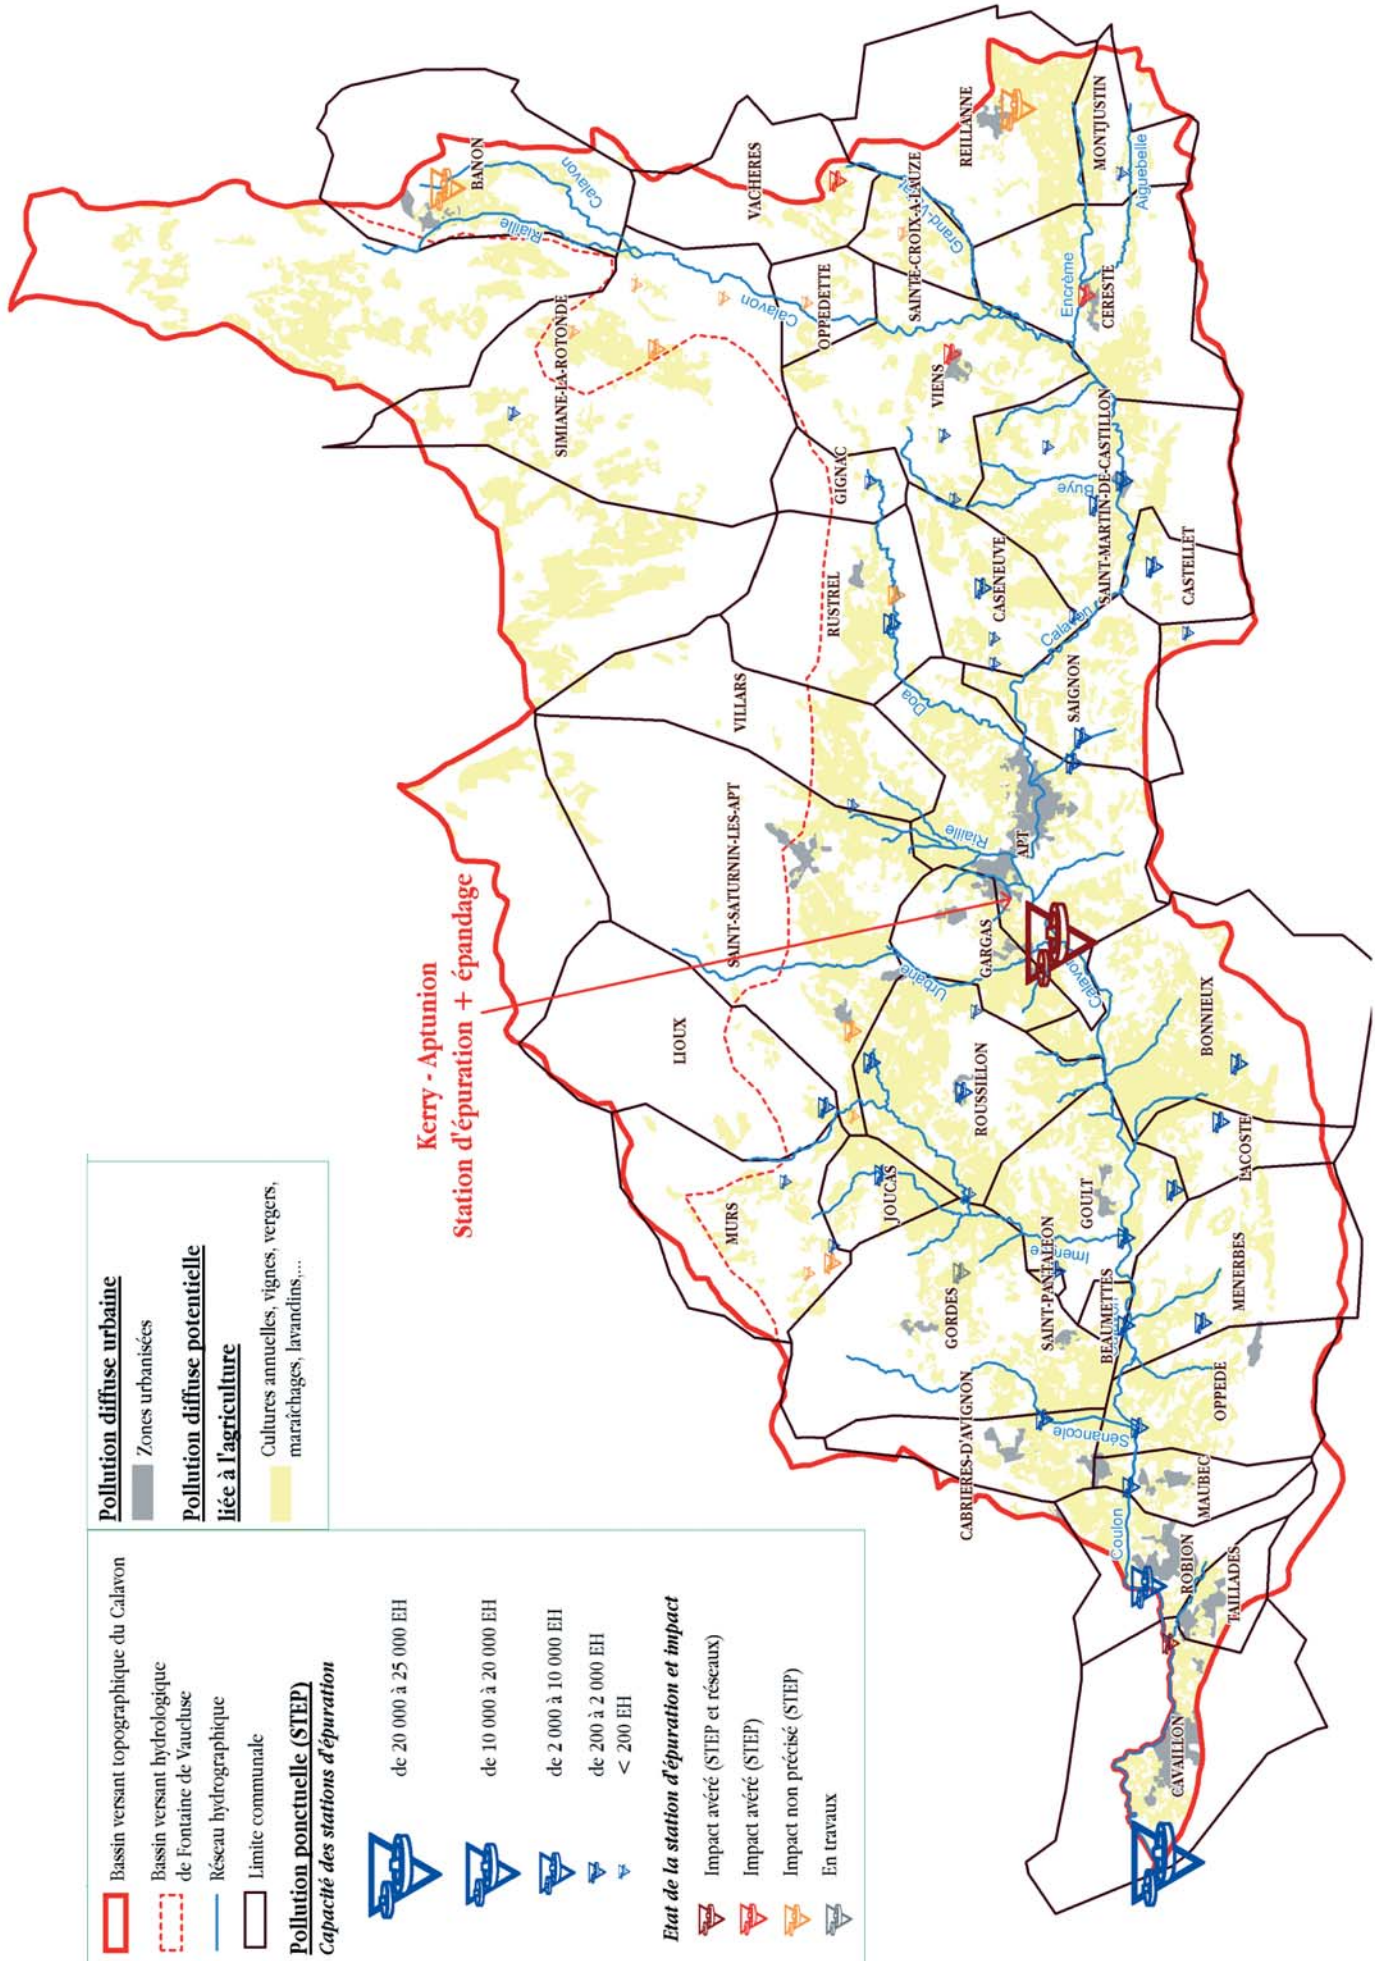 Bassin versant topographique du Calavon
Bassin versant hydrologique
de Fontaine de Vaucluse
Réseau hydrographique
Limite communale
Pollution ponctuelle (STEP)
Capacité des stations d'épuration
de 20 000 à 25 000 EH
de 10 000 à 20 000 EH
de 2 000 à 10 000 EH
de 200 à 2 000 EH
< 200 EH
Etat de la station d'épuration et impact
Impact avéré (STEP et réseaux)
Impact avéré (STEP)
Impact non précisé (STEP)
En travaux
Pollution diffuse urbaine
Zones urbanisées
Pollution diffuse potentielle
liée à l'agriculture
Cultures annuelles, vignes, vergers,
maraîchages, lavandins,...
Kerry - Aptunion
Station d'épuration + épandage
BANON
Calavon
Riaille
SIMIANE-LA-ROTONDE
VACHERES
Calavon
OPPEDETTE
SAINTE-CROIX-A-LAUZE
Grand-Va
REILLANNE
MONTJUSTIN
Aiguebelle
Encrème
CERESTE
VIENS
GIGNAC
Buye
SAINT-MARTIN-DE-CASTILLON
CASTELLET
CASENEUVE
RUSTREL
Calavon
SAIGNON
Doa
VILLARS
SAINT-SATURNIN-LES-APT
Riaille
APT
GARGAS
Urbane
Calavon
LIOUX
ROUSSILLON
BONNIEUX
MURS
JOUCAS
GOULT
LACOSTE
Imergue
GORDES
SAINT-PANTALEON
BEAUMETTES
MENERBES
CABRIERES-D'AVIGNON
Sénancole
OPPEDE
MAUBEC
Coulon
ROBION
TAILLADES
CAVAILLON